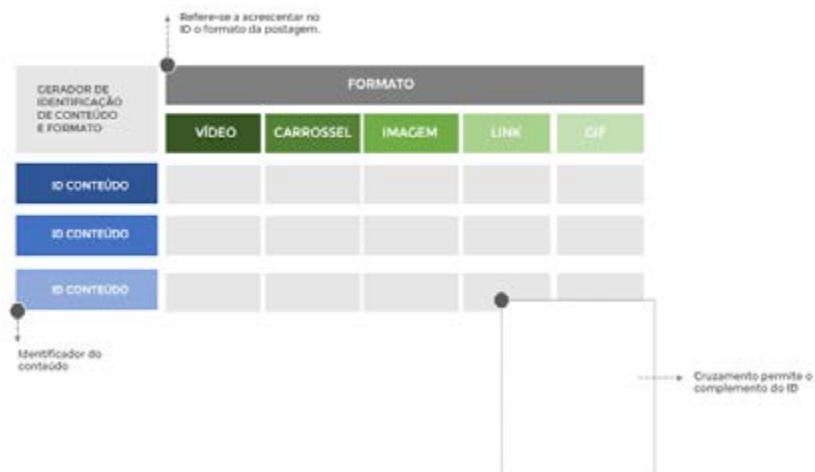 Refere-se a acrescentar no
ID o formato da postagem.
GERADOR DE
IDENTIFICAÇÃO
DE CONTEÚDO
E FORMATO
FORMATO
VÍDEO
CARROSSEL
IMAGEM
LINK
GIF
ID CONTEÚDO
ID CONTEÚDO
ID CONTEÚDO
Identificador do
conteúdo
Cruzamento permite o
complemento do ID